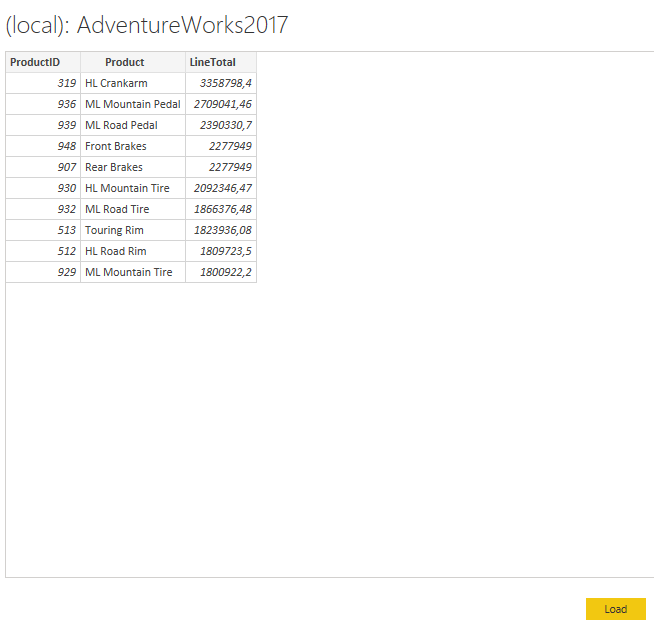 (local): AdventureWorks2017
ProductID Product LineTotal
319 HL Crankarm 3358798,4
936 ML Mountain Pedal 2709041,46
939 ML Road Pedal 2390330,7
948 Front Brakes 2277949
907 Rear Brakes 2277949
930 HL Mountain Tire 2092346,47
932 ML Road Tire 1866376,48
513 Touring Rim 1823936,08
512 HL Road Rim 1809723,5
929 ML Mountain Tire 1800922,2
Load